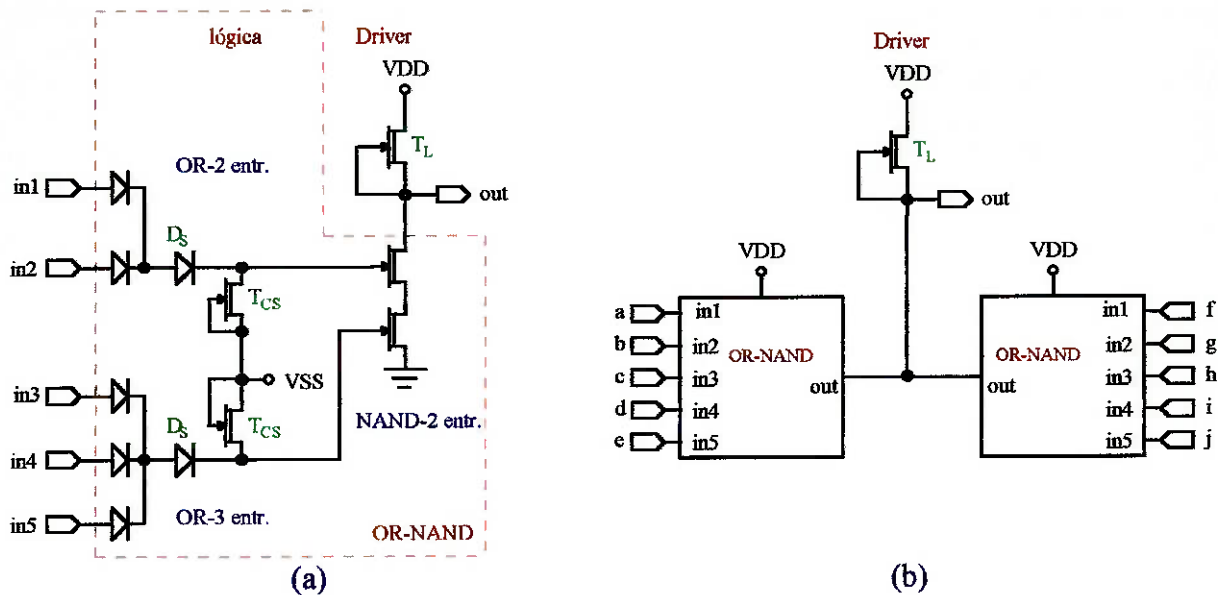 lógica
Driver
VDD
T_L
OR-2 entr.
in1
out
in2
D_S
T_CS
VSS
in3
D_S
T_CS
NAND-2 entr.
in4
in5
OR-3 entr.
OR-NAND
(a)
Driver
VDD
T_L
out
VDD
VDD
a
in1
in1
f
b
in2
OR-NAND
OR-NAND
in2
g
c
in3
in3
h
out
out
d
in4
in4
i
e
in5
in5
j
(b)